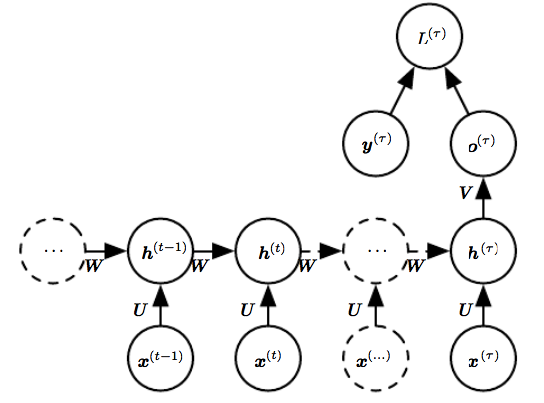 L^{(τ)}
y^{(τ)} o^{(τ)}
V
... h^{(t−1)} h^{(t)} ... h^{(τ)}
W W W W
U U U U
x^{(t−1)} x^{(t)} x^{(...)} x^{(τ)}